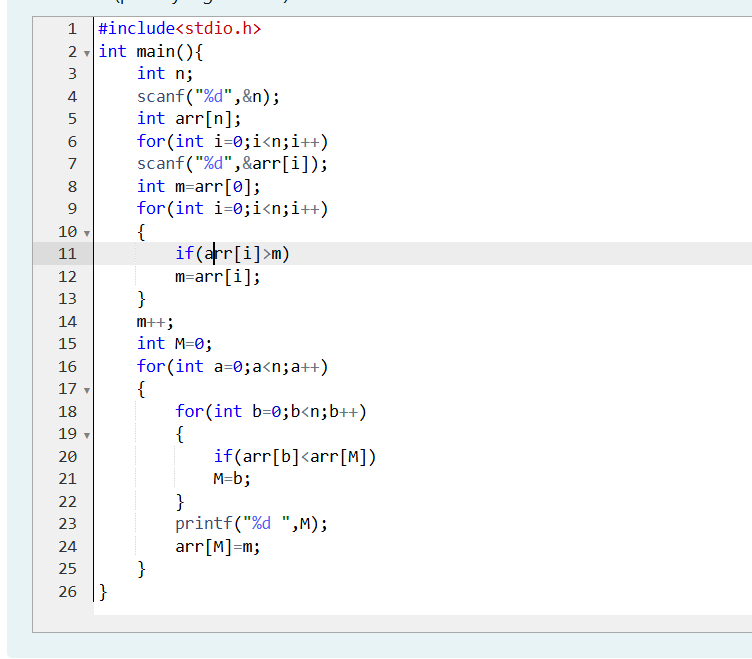 1 #include<stdio.h>
2 int main(){
3     int n;
4     scanf("%d",&n);
5     int arr[n];
6     for(int i=0;i<n;i++)
7     scanf("%d",&arr[i]);
8     int m=arr[0];
9     for(int i=0;i<n;i++)
10     {
11         if(arr[i]>m)
12         m=arr[i];
13     }
14     m++;
15     int M=0;
16     for(int a=0;a<n;a++)
17     {
18         for(int b=0;b<n;b++)
19         {
20             if(arr[b]<arr[M])
21             M=b;
22         }
23         printf("%d ",M);
24         arr[M]=m;
25     }
26 }